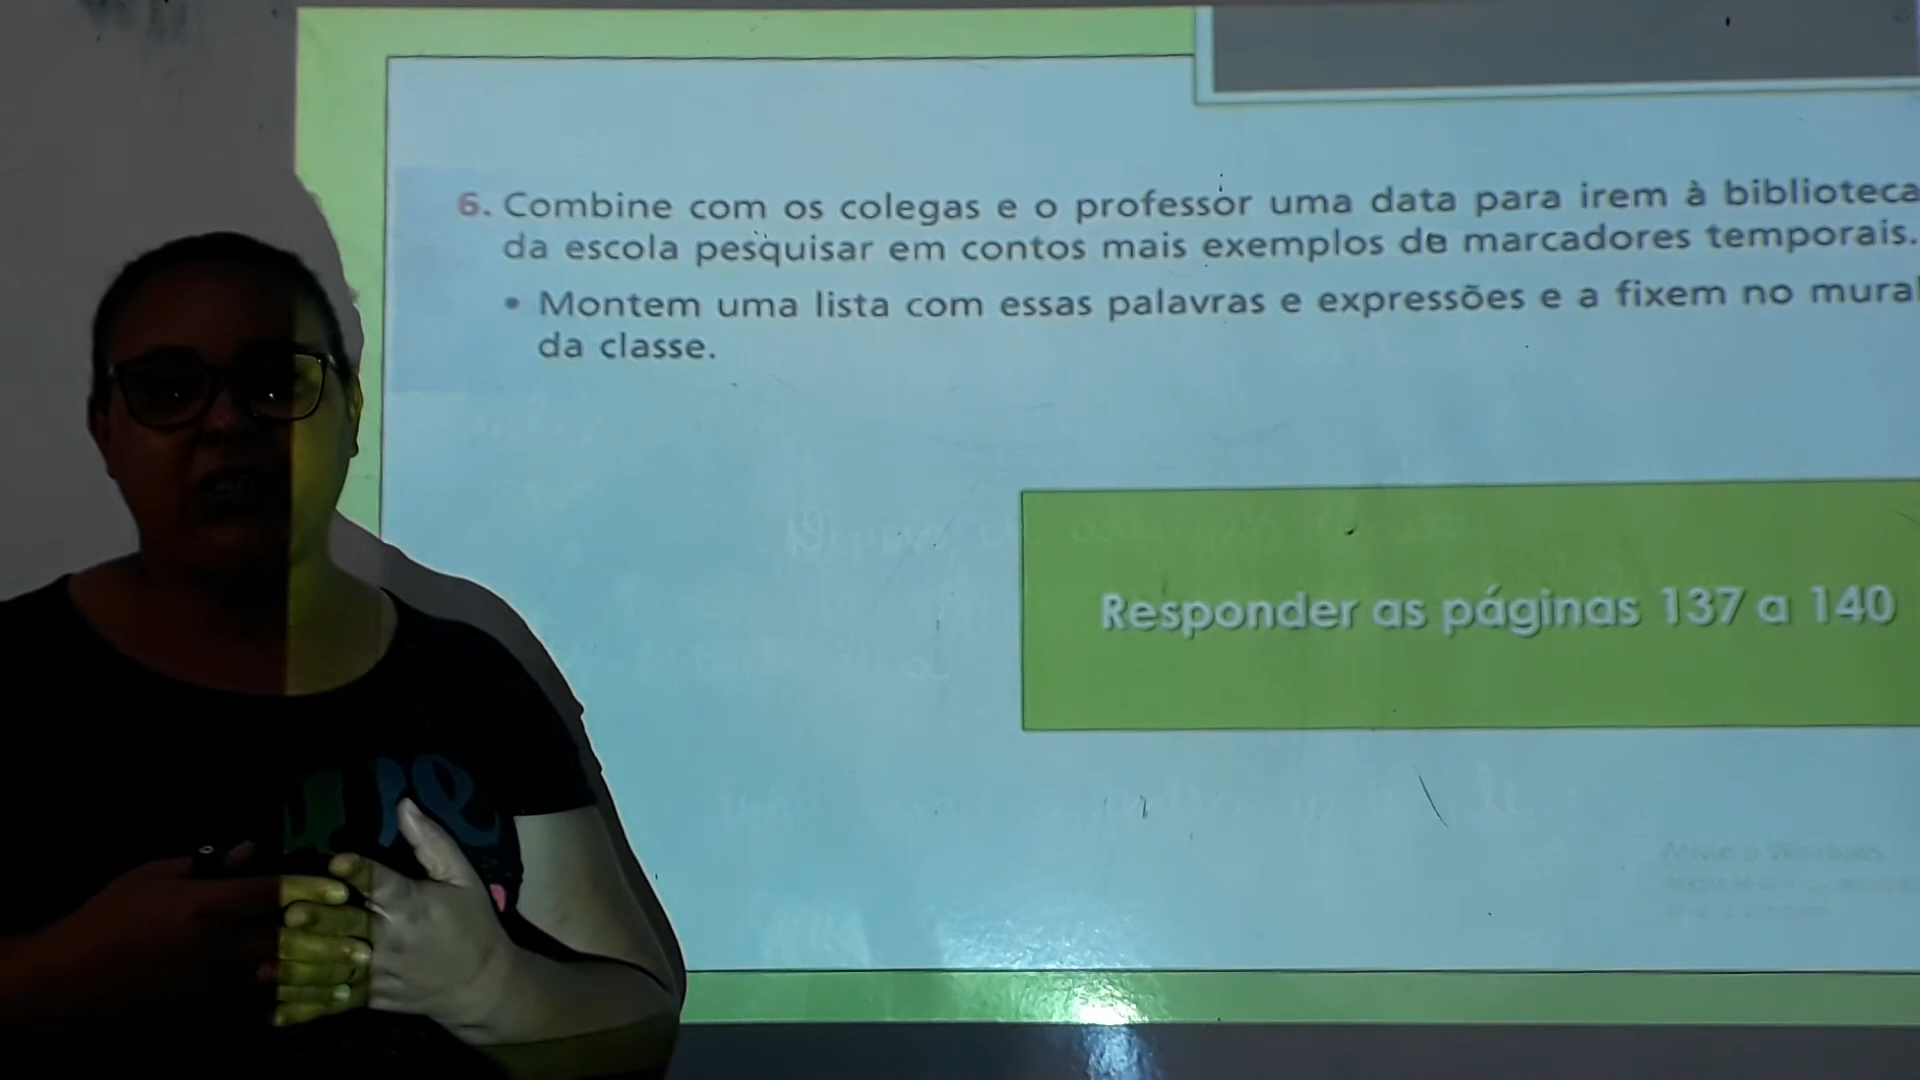 6. Combine com os colegas e o professor uma data para irem à biblioteca
da escola pesquisar em contos mais exemplos de marcadores temporais.
• Montem uma lista com essas palavras e expressões e a fixem no mural
da classe.
Responder as páginas 137 a 140